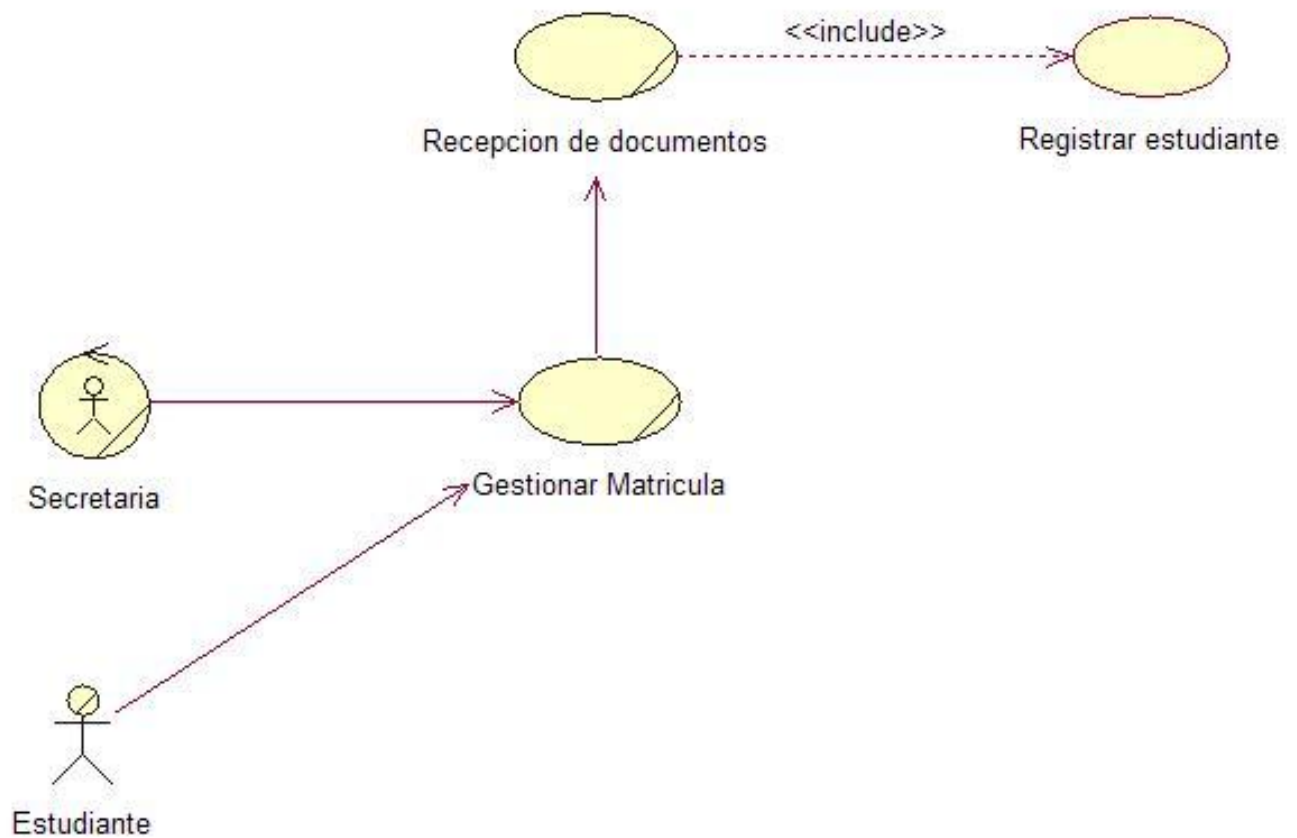 <<include>>
Recepcion de documentos
Registrar estudiante
Secretaria
Gestionar Matricula
Estudiante